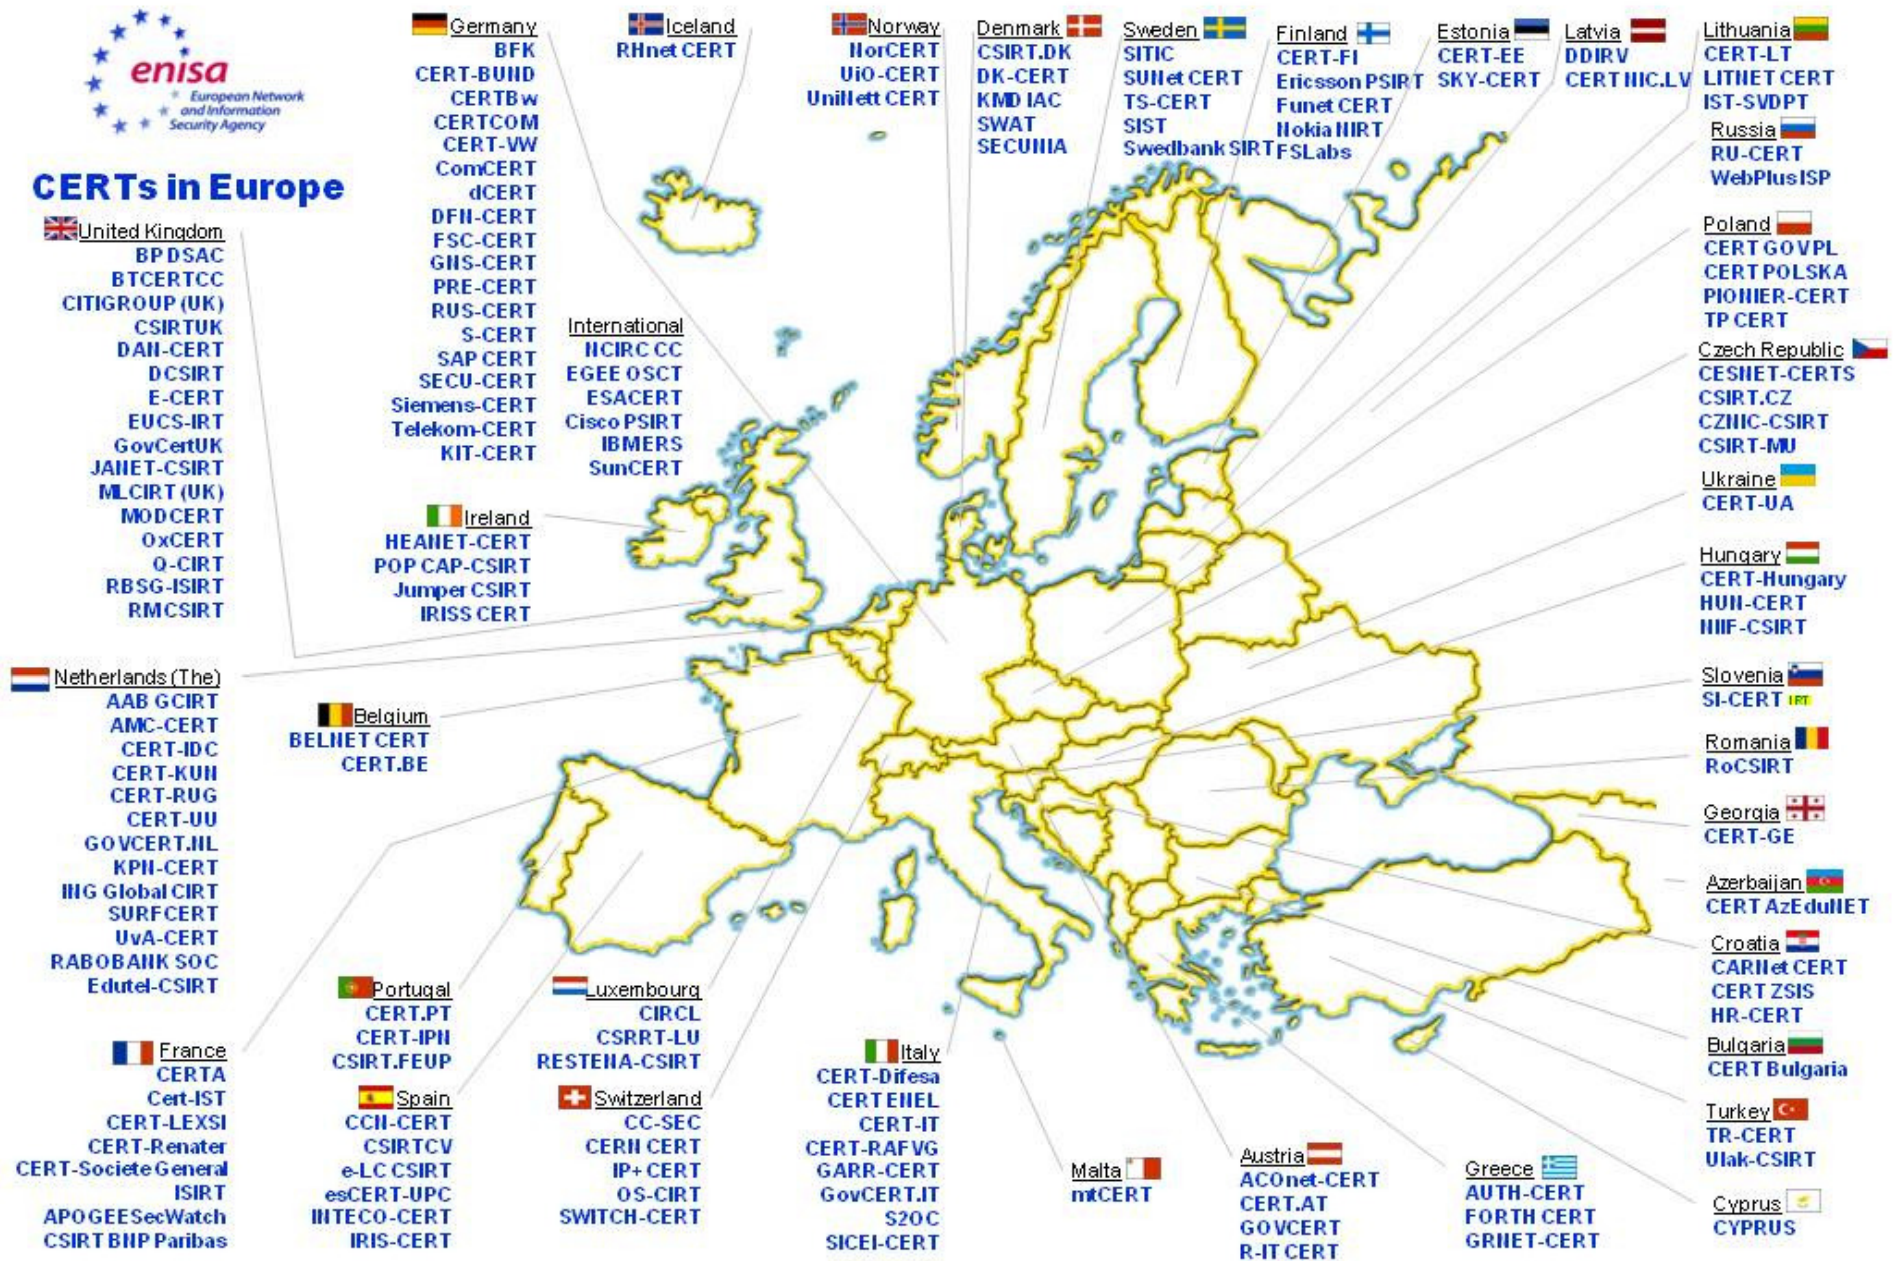 enisa
European Network
and Information
Security Agency
CERTs in Europe
United Kingdom
BP DSAC
BTCERTCC
CITIGROUP (UK)
CSIRTUK
DAN-CERT
DCSIRT
E-CERT
EUCS-IRT
GovCertUK
JANET-CSIRT
MLCIRT (UK)
MODCERT
OxCERT
Q-CIRT
RBSG-ISIRT
RMCSIRT
Netherlands (The)
AAB GCIRT
AMC-CERT
CERT-IDC
CERT-KUN
CERT-RUG
CERT-UU
GOVCERT.NL
KPN-CERT
ING Global CIRT
SURFCERT
UvA-CERT
RABOBANK SOC
Edutel-CSIRT
France
CERTA
Cert-IST
CERT-LEXSI
CERT-Renater
CERT-Societe General
ISIRT
APOGEE SecWatch
CSIRT BNP Paribas
Germany
BFK
CERT-BUND
CERTBw
CERTCOM
CERT-VW
ComCERT
dCERT
DFN-CERT
FSC-CERT
GNS-CERT
PRE-CERT
RUS-CERT
S-CERT
SAP CERT
SECU-CERT
Siemens-CERT
Telekom-CERT
KIT-CERT
Iceland
RHnet CERT
International
NCIRC CC
EGEE OSCT
ESACERT
Cisco PSIRT
IBMERS
SunCERT
Ireland
HEANET-CERT
POP CAP-CSIRT
Jumper CSIRT
IRISS CERT
Belgium
BELNET CERT
CERT.BE
Portugal
CERT.PT
CERT-IPN
CSIRT.FEUP
Spain
CCN-CERT
CSIRTCV
e-LC CSIRT
esCERT-UPC
INTECO-CERT
IRIS-CERT
Luxembourg
CIRCL
CSRRT-LU
RESTENA-CSIRT
Switzerland
CC-SEC
CERN CERT
IP+ CERT
OS-CIRT
SWITCH-CERT
Italy
CERT-Difesa
CERT ENEL
CERT-IT
CERT-RAFVG
GARR-CERT
GovCERT.IT
S2OC
SICEI-CERT
Malta
mtCERT
Austria
ACOnet-CERT
CERT.AT
GOVCERT
R-IT CERT
Greece
AUTH-CERT
FORTH CERT
GRNET-CERT
Norway
NorCERT
UiO-CERT
UniNett CERT
Denmark
CSIRT.DK
DK-CERT
KMD IAC
SWAT
SECUNIA
Sweden
SITIC
SUNet CERT
TS-CERT
SIST
Swedbank SIRT
Finland
CERT-FI
Ericsson PSIRT
Funet CERT
Nokia NIRT
FSLabs
Estonia
CERT-EE
SKY-CERT
Latvia
DDIRV
CERT NIC.LV
Lithuania
CERT-LT
LITNET CERT
IST-SVDPT
Russia
RU-CERT
WebPlus ISP
Poland
CERT GOV PL
CERT POLSKA
PIONIER-CERT
TP CERT
Czech Republic
CESNET-CERTS
CSIRT.CZ
CZNIC-CSIRT
CSIRT-MU
Ukraine
CERT-UA
Hungary
CERT-Hungary
HUN-CERT
NIIF-CSIRT
Slovenia
SI-CERT
Romania
RoCSIRT
Georgia
CERT-GE
Azerbaijan
CERT AzEduNET
Croatia
CARNet CERT
CERT ZSIS
HR-CERT
Bulgaria
CERT Bulgaria
Turkey
TR-CERT
Ulak-CSIRT
Cyprus
CYPRUS